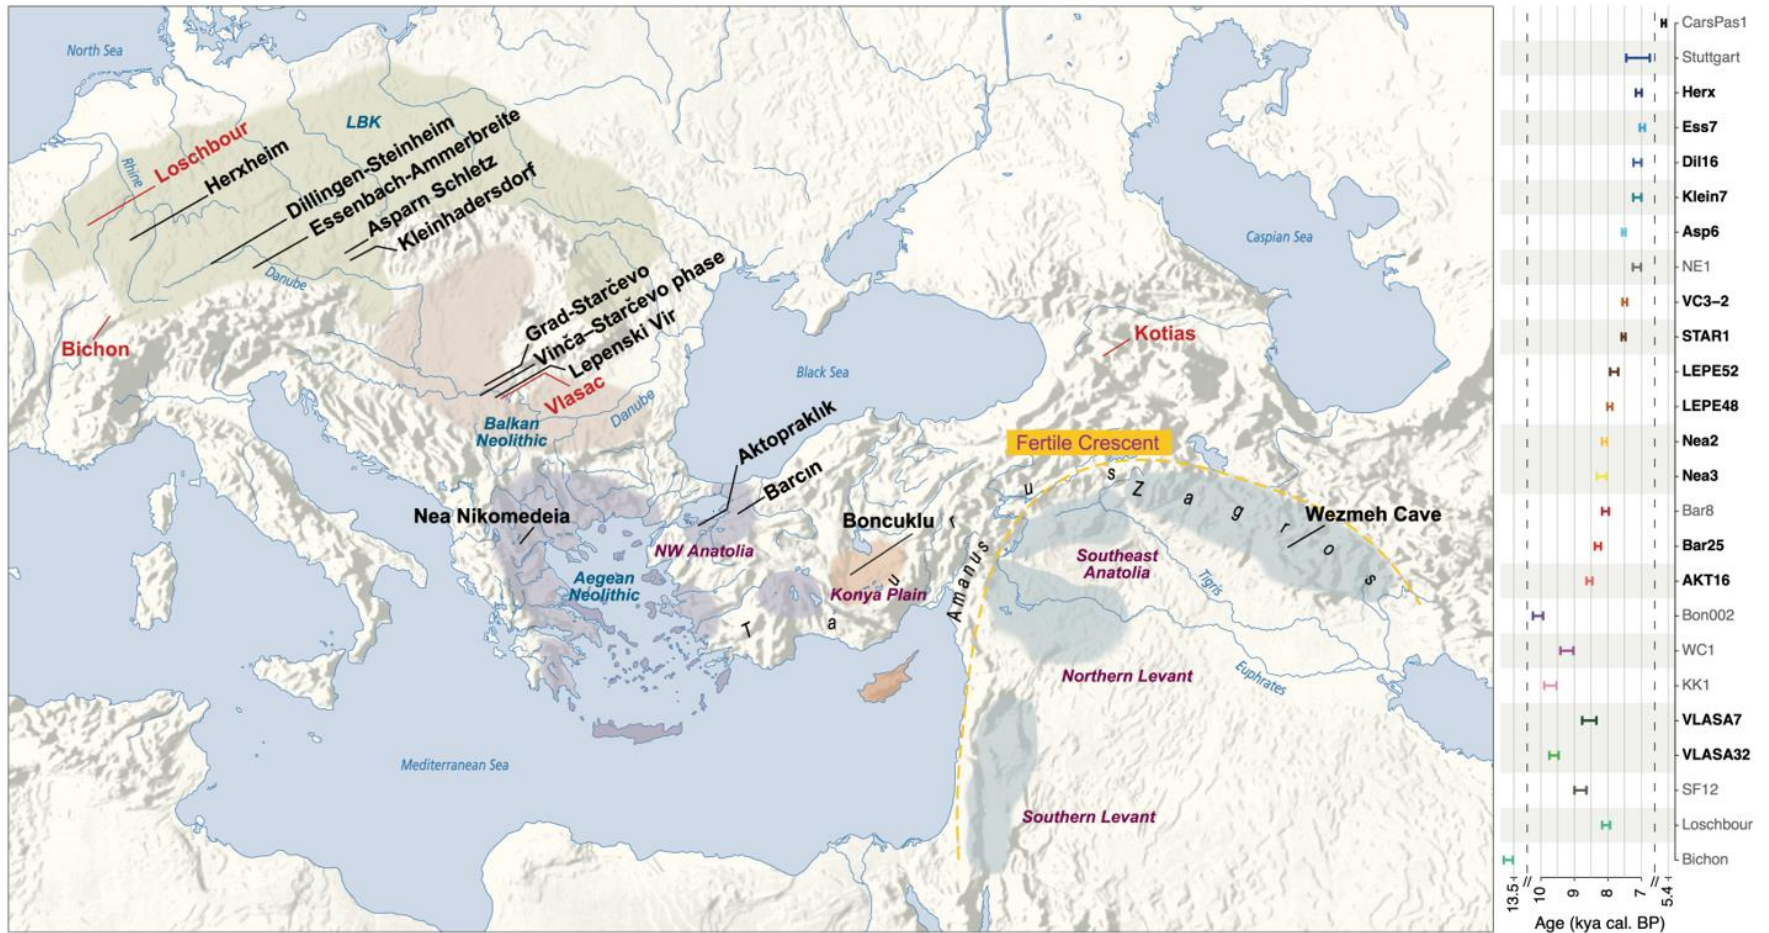 North Sea
LBK
Rhine
Loschbour
Herxheim
Dillingen-Steinheim
Essenbach-Ammerbreite
Asparn Schletz
Kleinhadersdorf
Danube
Bichon
Grad-Starčevo
Vinča–Starčevo phase
Lepenski Vir
Vlasac
Danube
Balkan
Neolithic
Black Sea
Caspian Sea
Kotias
Fertile Crescent
Aktopraklık
Barcın
Nea Nikomedeia
NW Anatolia
Boncuklu
Wezmeh Cave
Aegean
Neolithic
Konya Plain
T a u r u s
Amanus
Zagros
Southeast
Anatolia
Tigris
Euphrates
Northern Levant
Southern Levant
Mediterranean Sea
CarsPas1
Stuttgart
Herx
Ess7
Dil16
Klein7
Asp6
NE1
VC3–2
STAR1
LEPE52
LEPE48
Nea2
Nea3
Bar8
Bar25
AKT16
Bon002
WC1
KK1
VLASA7
VLASA32
SF12
Loschbour
Bichon
13.5 // 10 9 8 7 // 5.4
Age (kya cal. BP)